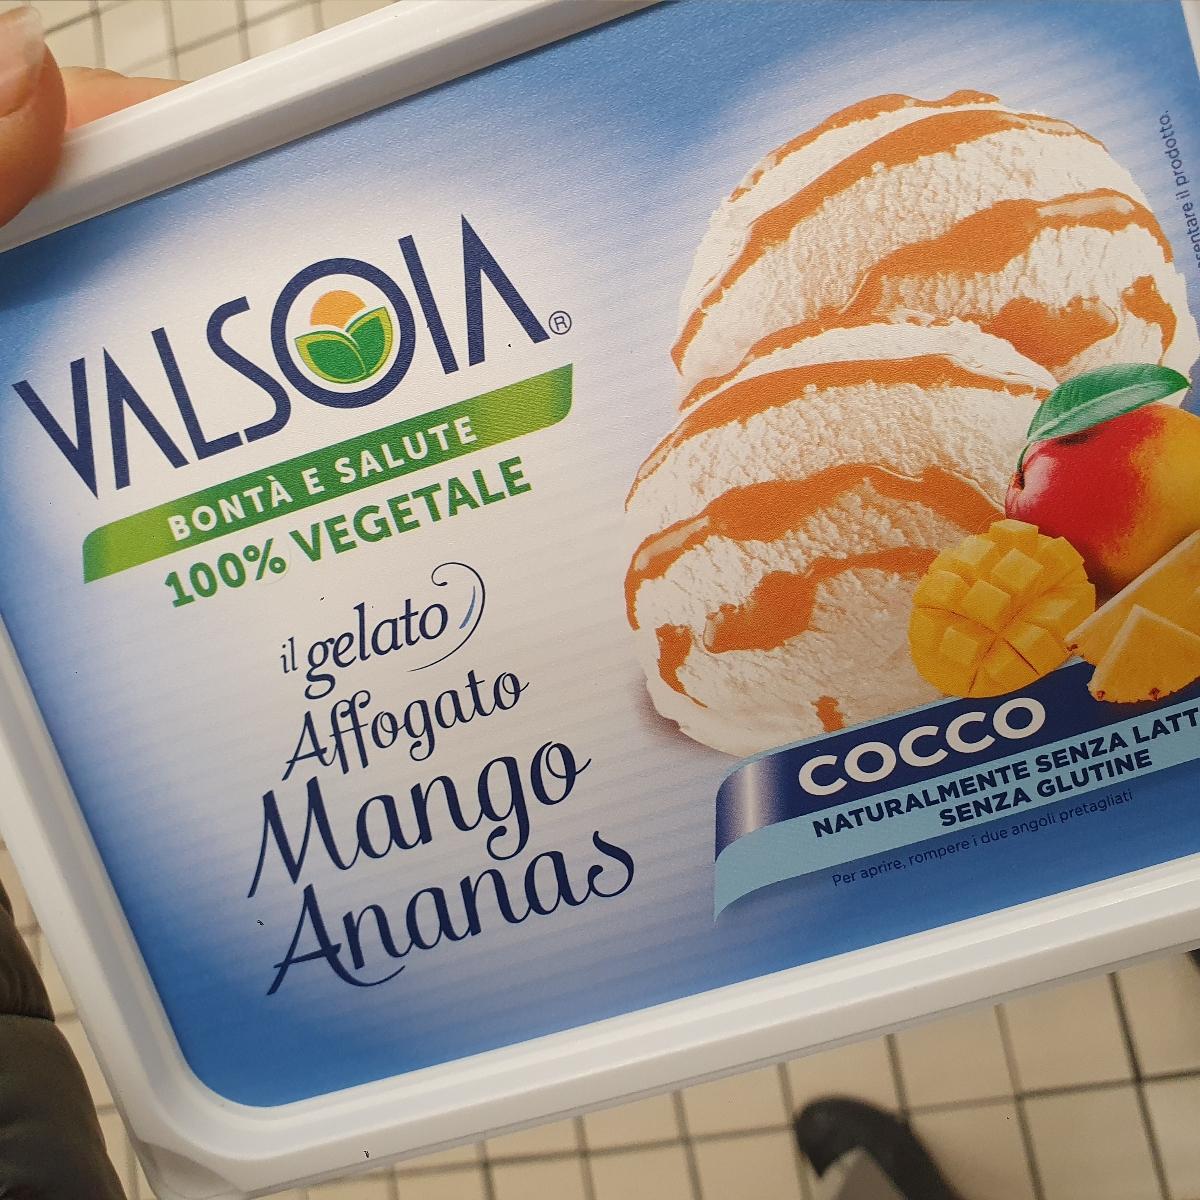 VALSOIA®
BONTÀ E SALUTE
100% VEGETALE
il gelato
Affogato
Mango
Ananas
COCCO
NATURALMENTE SENZA LATT
SENZA GLUTINE
Per aprire, rompere i due angoli pretagliati
il prodotto.